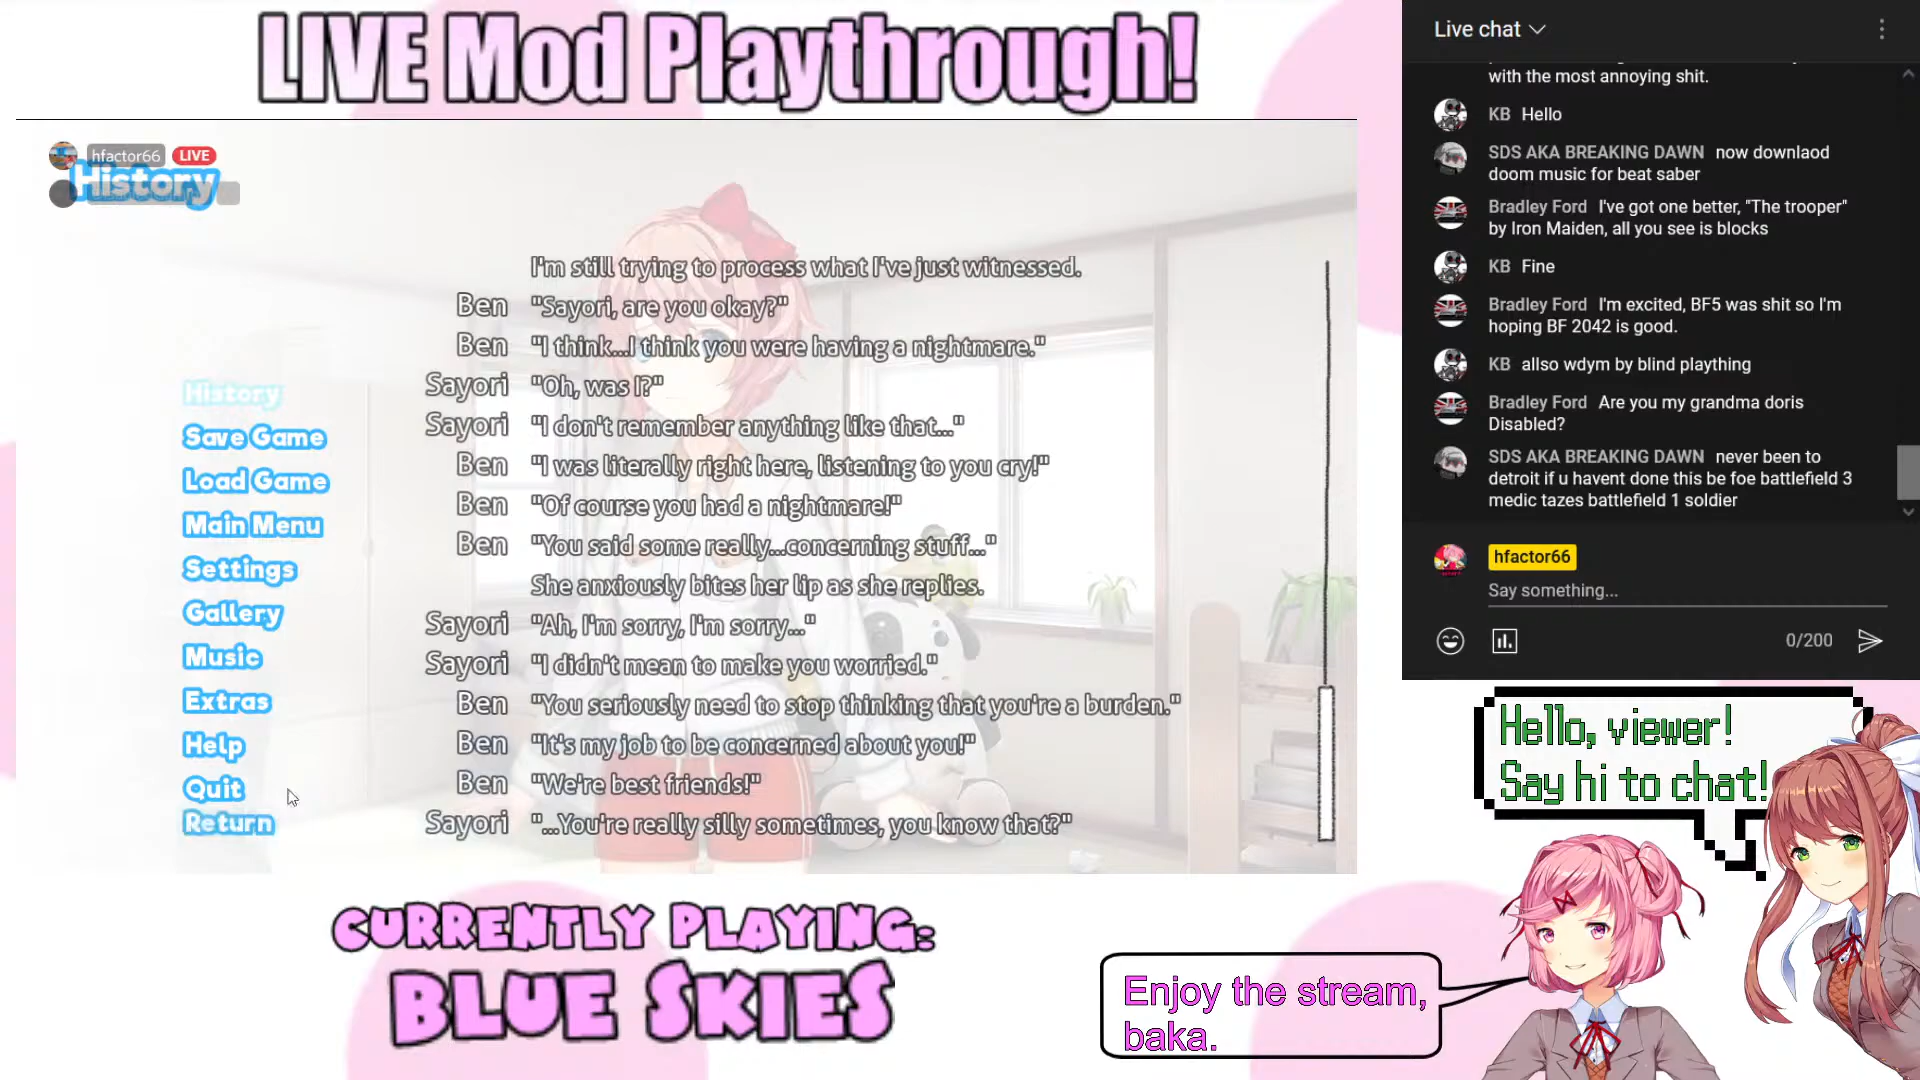 LIVE Mod Playthrough!
hfactor66 LIVE
History
I'm still trying to process what I've just witnessed.
Ben "Sayori, are you okay?"
Ben "I think...I think you were having a nightmare."
Sayori "Oh, was I?"
Sayori "I don't remember anything like that..."
Ben "I was literally right here, listening to you cry!"
Ben "Of course you had a nightmare!"
Ben "You said some really...concerning stuff..."
She anxiously bites her lip as she replies.
Sayori "Ah, I'm sorry, I'm sorry..."
Sayori "I didn't mean to make you worried."
Ben "You seriously need to stop thinking that you're a burden."
Ben "It's my job to be concerned about you!"
Ben "We're best friends!"
Sayori "...You're really silly sometimes, you know that?"
History
Save Game
Load Game
Main Menu
Settings
Gallery
Music
Extras
Help
Quit
Return
CURRENTLY PLAYING:
BLUE SKIES
Live chat
with the most annoying shit.
KB Hello
SDS AKA BREAKING DAWN now downlaod
doom music for beat saber
Bradley Ford I've got one better, "The trooper"
by Iron Maiden, all you see is blocks
KB Fine
Bradley Ford I'm excited, BF5 was shit so I'm
hoping BF 2042 is good.
KB allso wdym by blind plaything
Bradley Ford Are you my grandma doris
Disabled?
SDS AKA BREAKING DAWN never been to
detroit if u havent done this be foe battlefield 3
medic tazes battlefield 1 soldier
hfactor66
Say something...
0/200
Hello, viewer!
Say hi to chat!
Enjoy the stream,
baka.